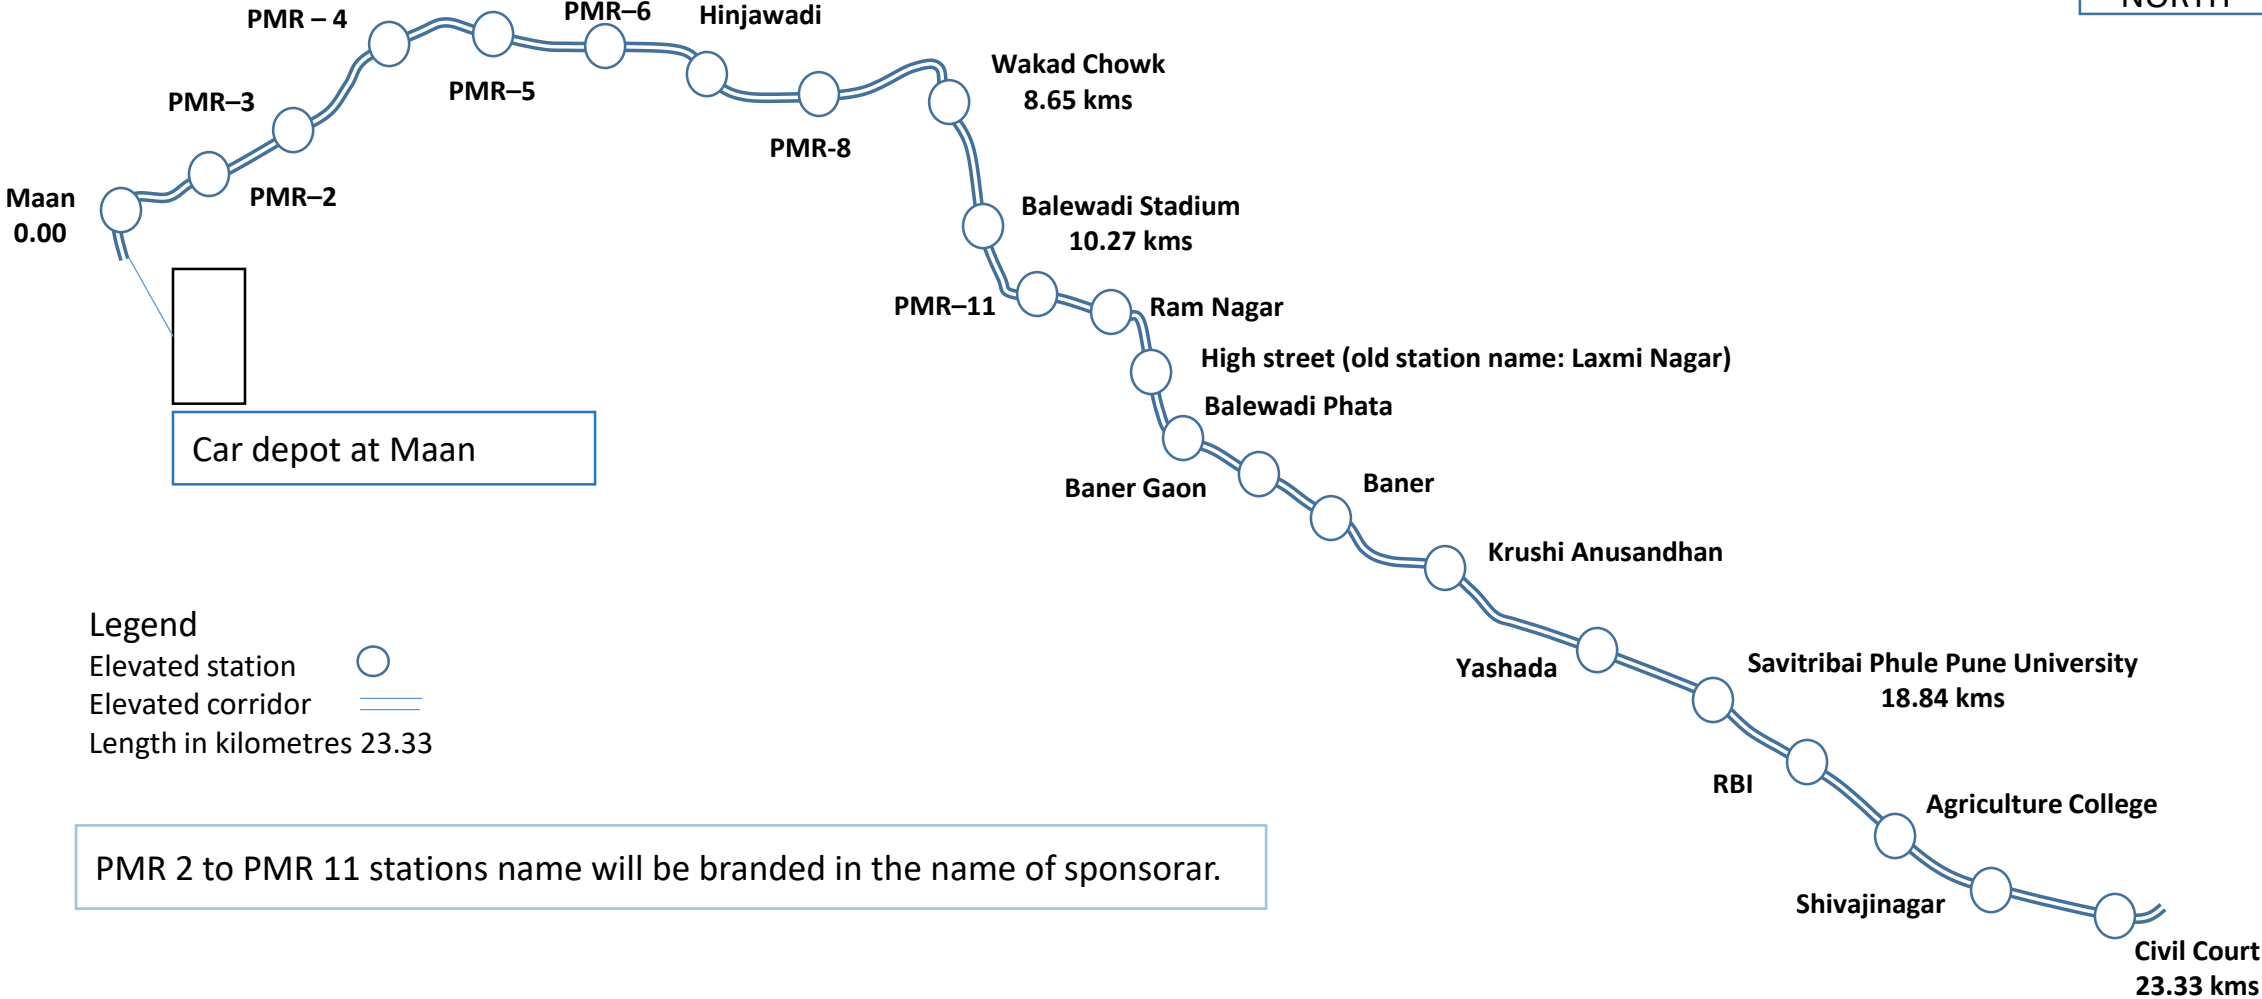 NORTH
PMR – 4
PMR–6
Hinjawadi
PMR–5
Wakad Chowk
8.65 kms
PMR–3
PMR-8
PMR–2
Maan
0.00
Balewadi Stadium
10.27 kms
PMR–11
Ram Nagar
High street (old station name: Laxmi Nagar)
Balewadi Phata
Car depot at Maan
Baner Gaon
Baner
Krushi Anusandhan
Legend
Elevated station
Elevated corridor
Length in kilometres 23.33
Yashada
Savitribai Phule Pune University
18.84 kms
RBI
Agriculture College
PMR 2 to PMR 11 stations name will be branded in the name of sponsorar.
Shivajinagar
Civil Court
23.33 kms